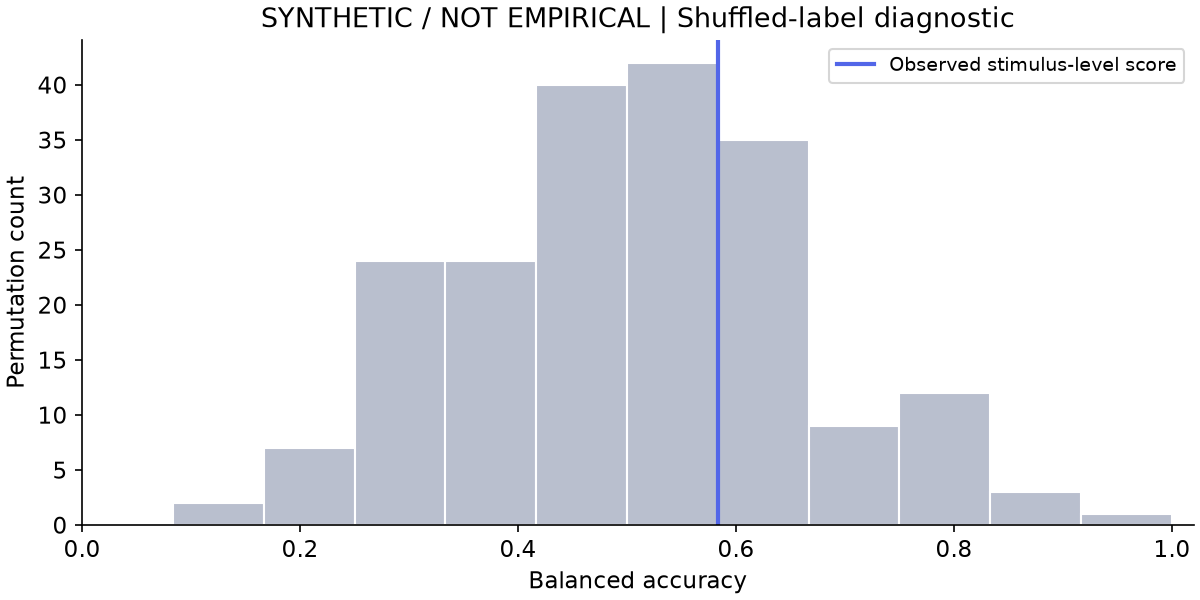 SYNTHETIC / NOT EMPIRICAL | Shuffled-label diagnostic
Observed stimulus-level score
Permutation count
40
35
30
25
20
15
10
5
0
0.0 0.2 0.4 0.6 0.8 1.0
Balanced accuracy